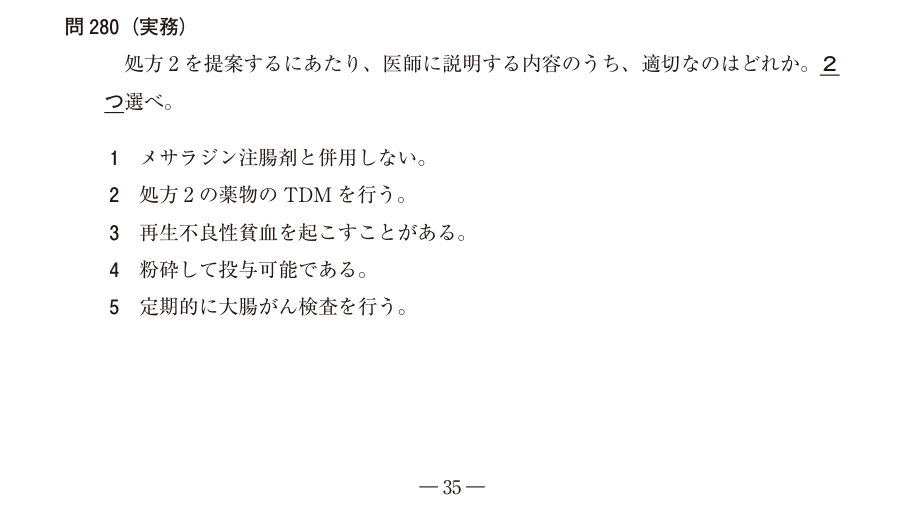 問 280（実務）
処方２を提案するにあたり、医師に説明する内容のうち、適切なのはどれか。２
つ選べ。
1 メサラジン注腸剤と併用しない。
2 処方２の薬物の TDM を行う。
3 再生不良性貧血を起こすことがある。
4 粉砕して投与可能である。
5 定期的に大腸がん検査を行う。
― 35 ―